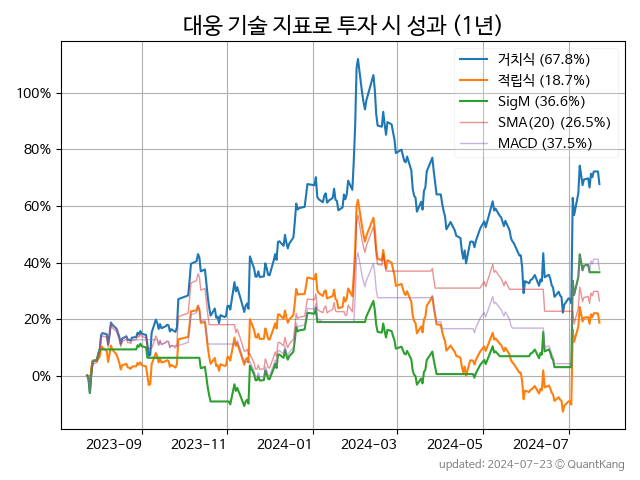 대웅 기술 지표로 투자 시 성과 (1년)
거치식 (67.8%)
적립식 (18.7%)
SigM (36.6%)
SMA(20) (26.5%)
MACD (37.5%)
100%
80%
60%
40%
20%
0%
2023-09 2023-11 2024-01 2024-03 2024-05 2024-07
updated: 2024-07-23 © QuantKang